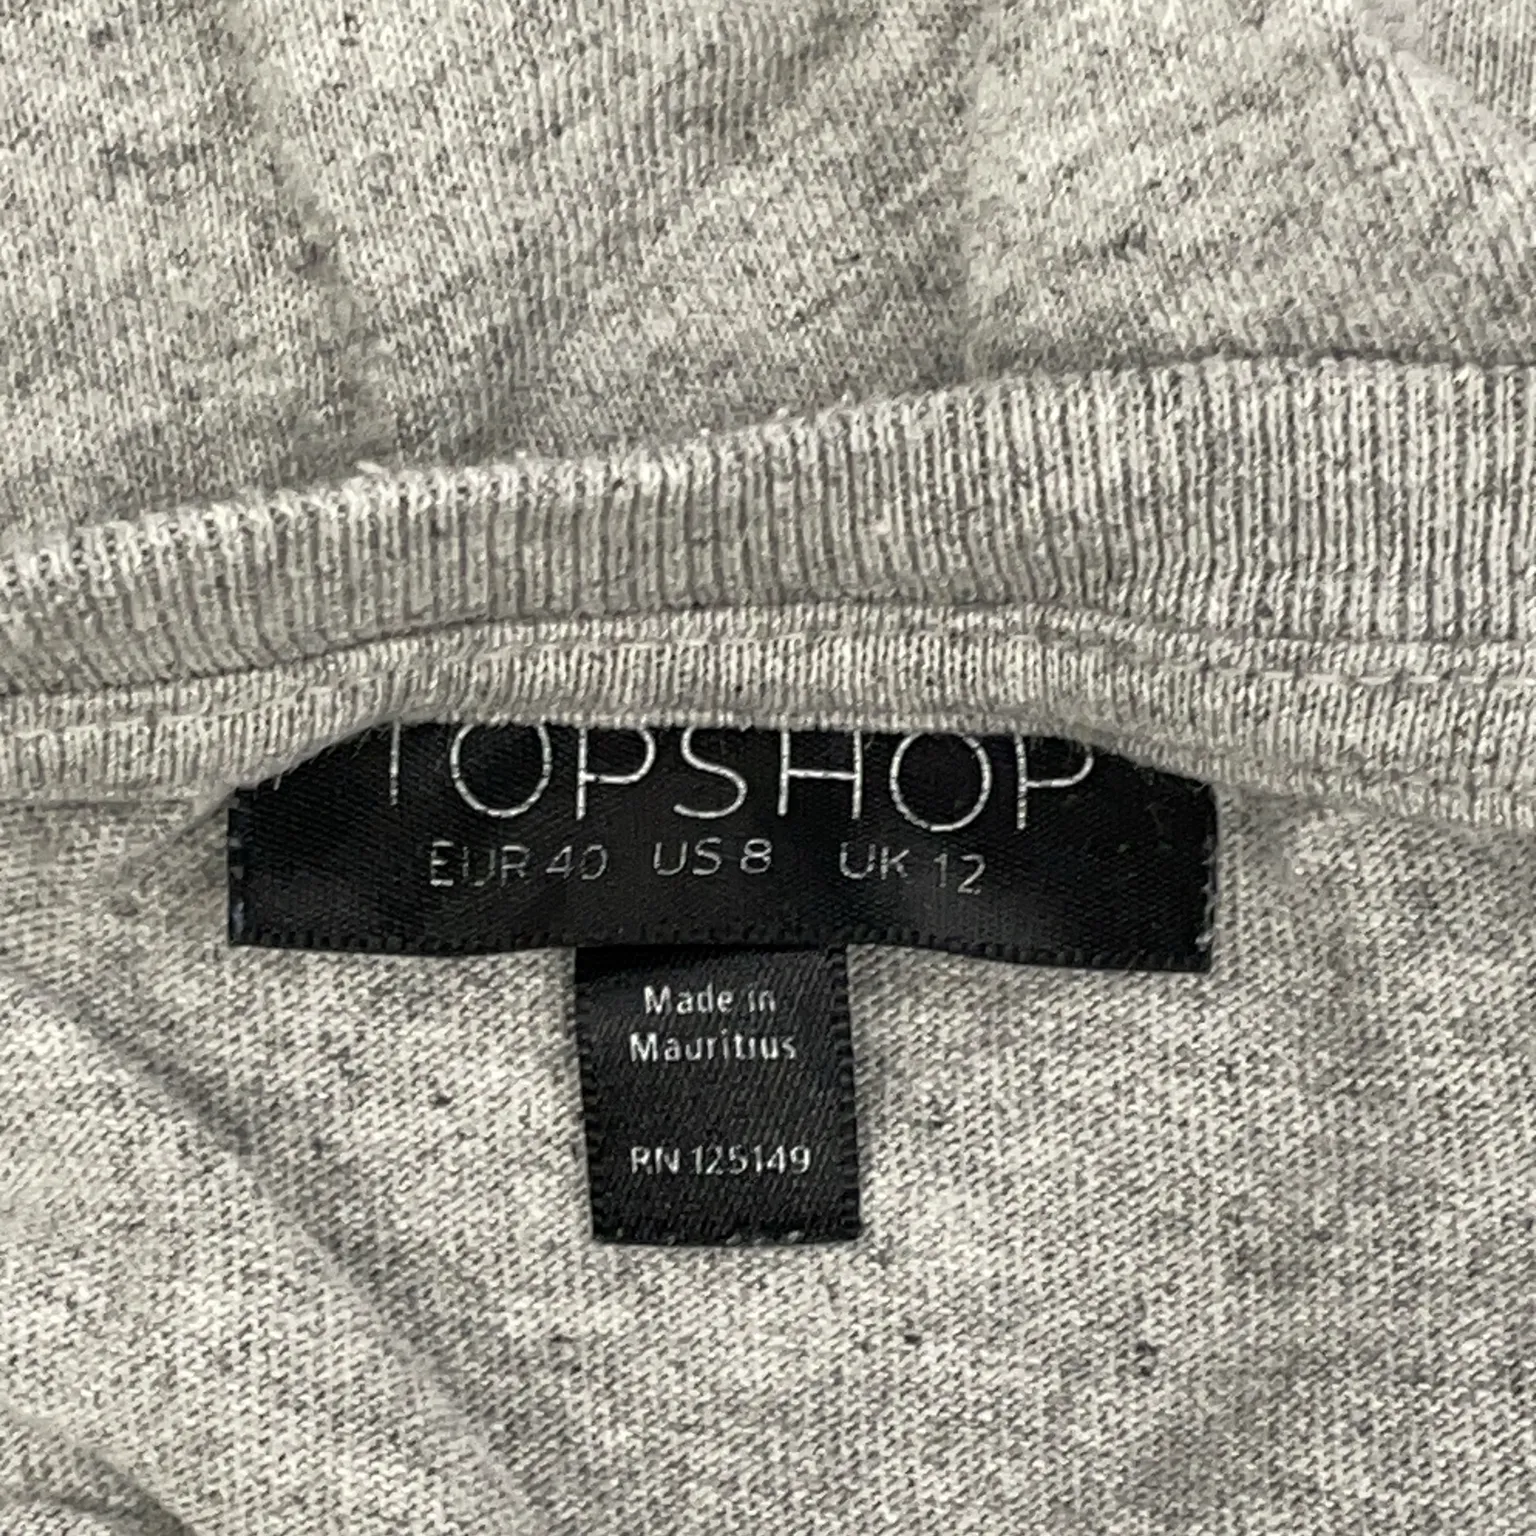 TOPSHOP
EUR 40 US 8 UK 12
Made in
Mauritius
RN 125149